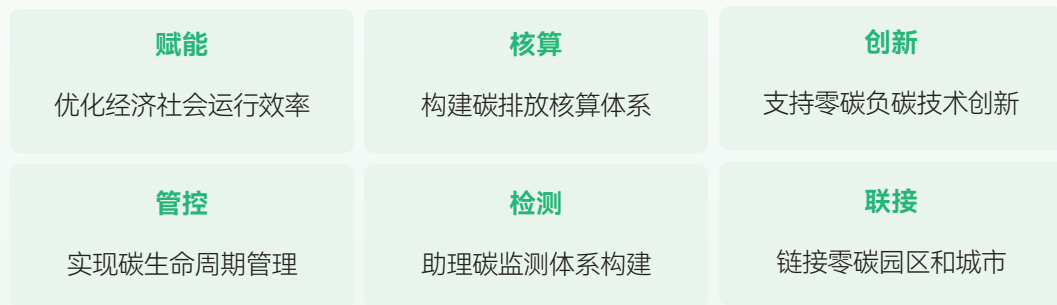 赋能
优化经济社会运行效率
核算
构建碳排放核算体系
创新
支持零碳负碳技术创新
管控
实现碳生命周期管理
检测
助理碳监测体系构建
联接
链接零碳园区和城市